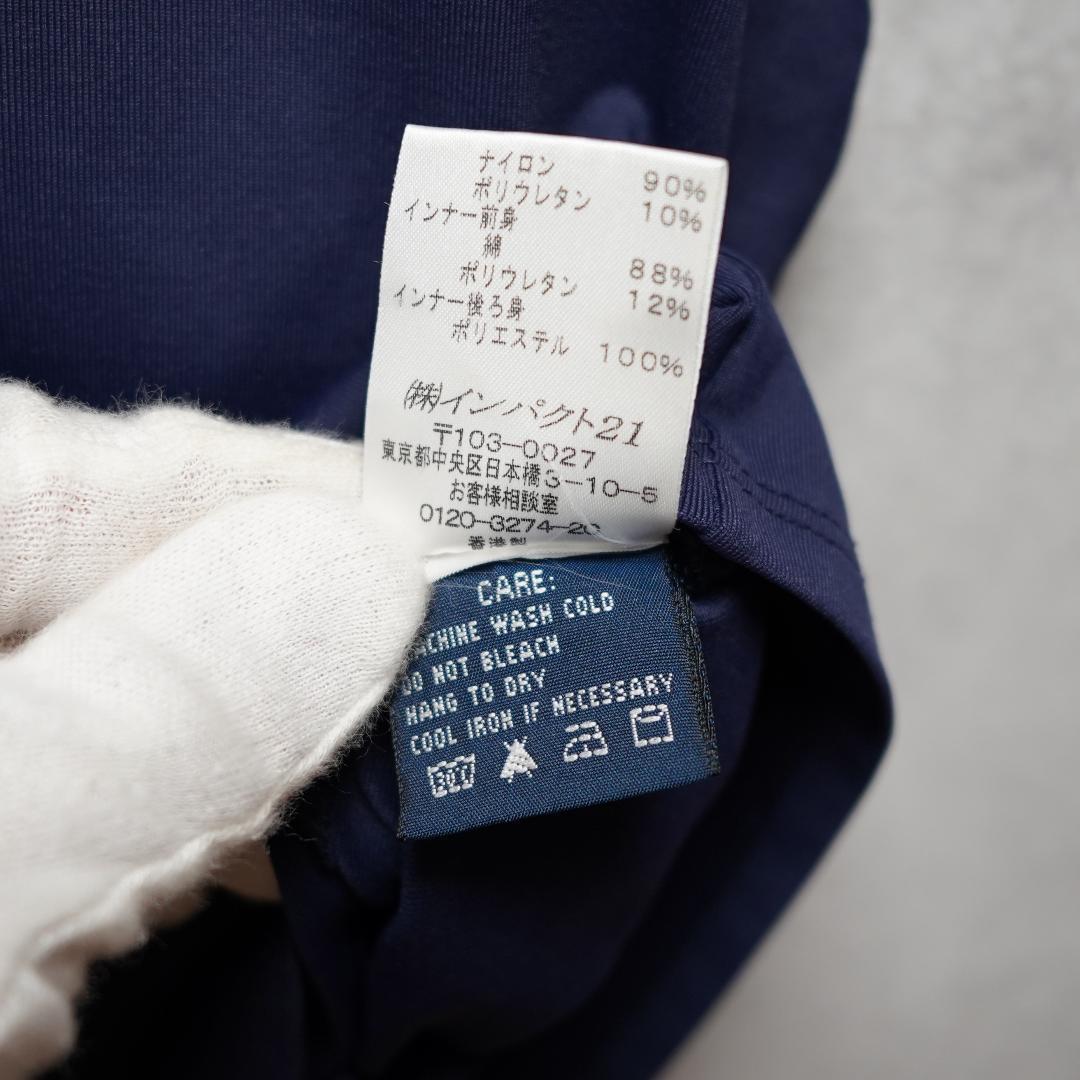 ナイロン 90%
ポリウレタン 10%
インナー前身
綿 88%
ポリウレタン 12%
インナー後ろ身
ポリエステル 100%
㈱インパクト21
〒103-0027
東京都中央区日本橋3-10-5
お客様相談室
0120-3274-20
香港製
CARE:
MACHINE WASH COLD
DO NOT BLEACH
HANG TO DRY
COOL IRON IF NECESSARY